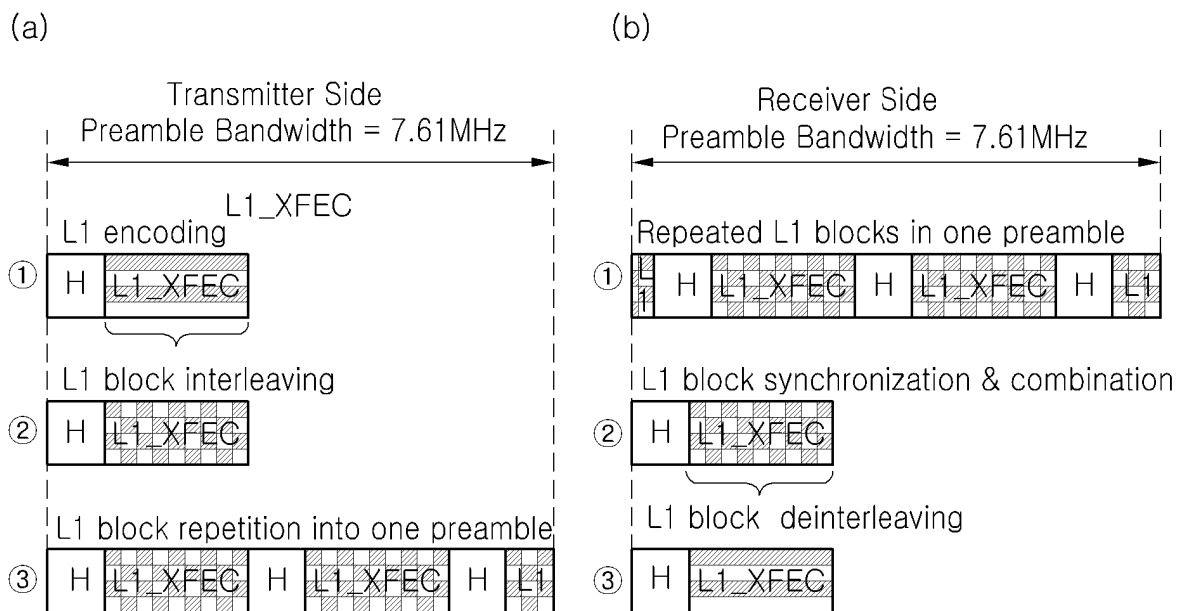 (a)
Transmitter Side
Preamble Bandwidth = 7.61MHz
L1_XFEC
L1 encoding
① H L1_XFEC
L1 block interleaving
② H L1_XFEC
L1 block repetition into one preamble
③ H L1_XFEC H L1_XFEC H L1
(b)
Receiver Side
Preamble Bandwidth = 7.61MHz
Repeated L1 blocks in one preamble
① L1 H L1_XFEC H L1_XFEC H L1
L1 block synchronization & combination
② H L1_XFEC
L1 block deinterleaving
③ H L1_XFEC